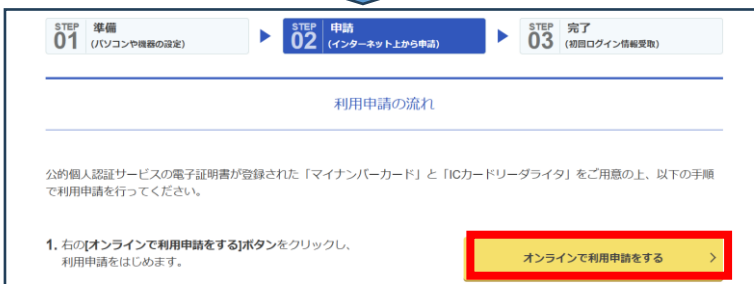 STEP 01 準備
(パソコンや機器の設定)
STEP 02 申請
(インターネット上から申請)
STEP 03 完了
(初回ログイン情報受取)
利用申請の流れ
公的個人認証サービスの電子証明書が登録された「マイナンバーカード」と「ICカードリーダライタ」をご用意の上、以下の手順
で利用申請を行ってください。
1. 右の[オンラインで利用申請をする]ボタンをクリックし、
利用申請をはじめます。
オンラインで利用申請をする